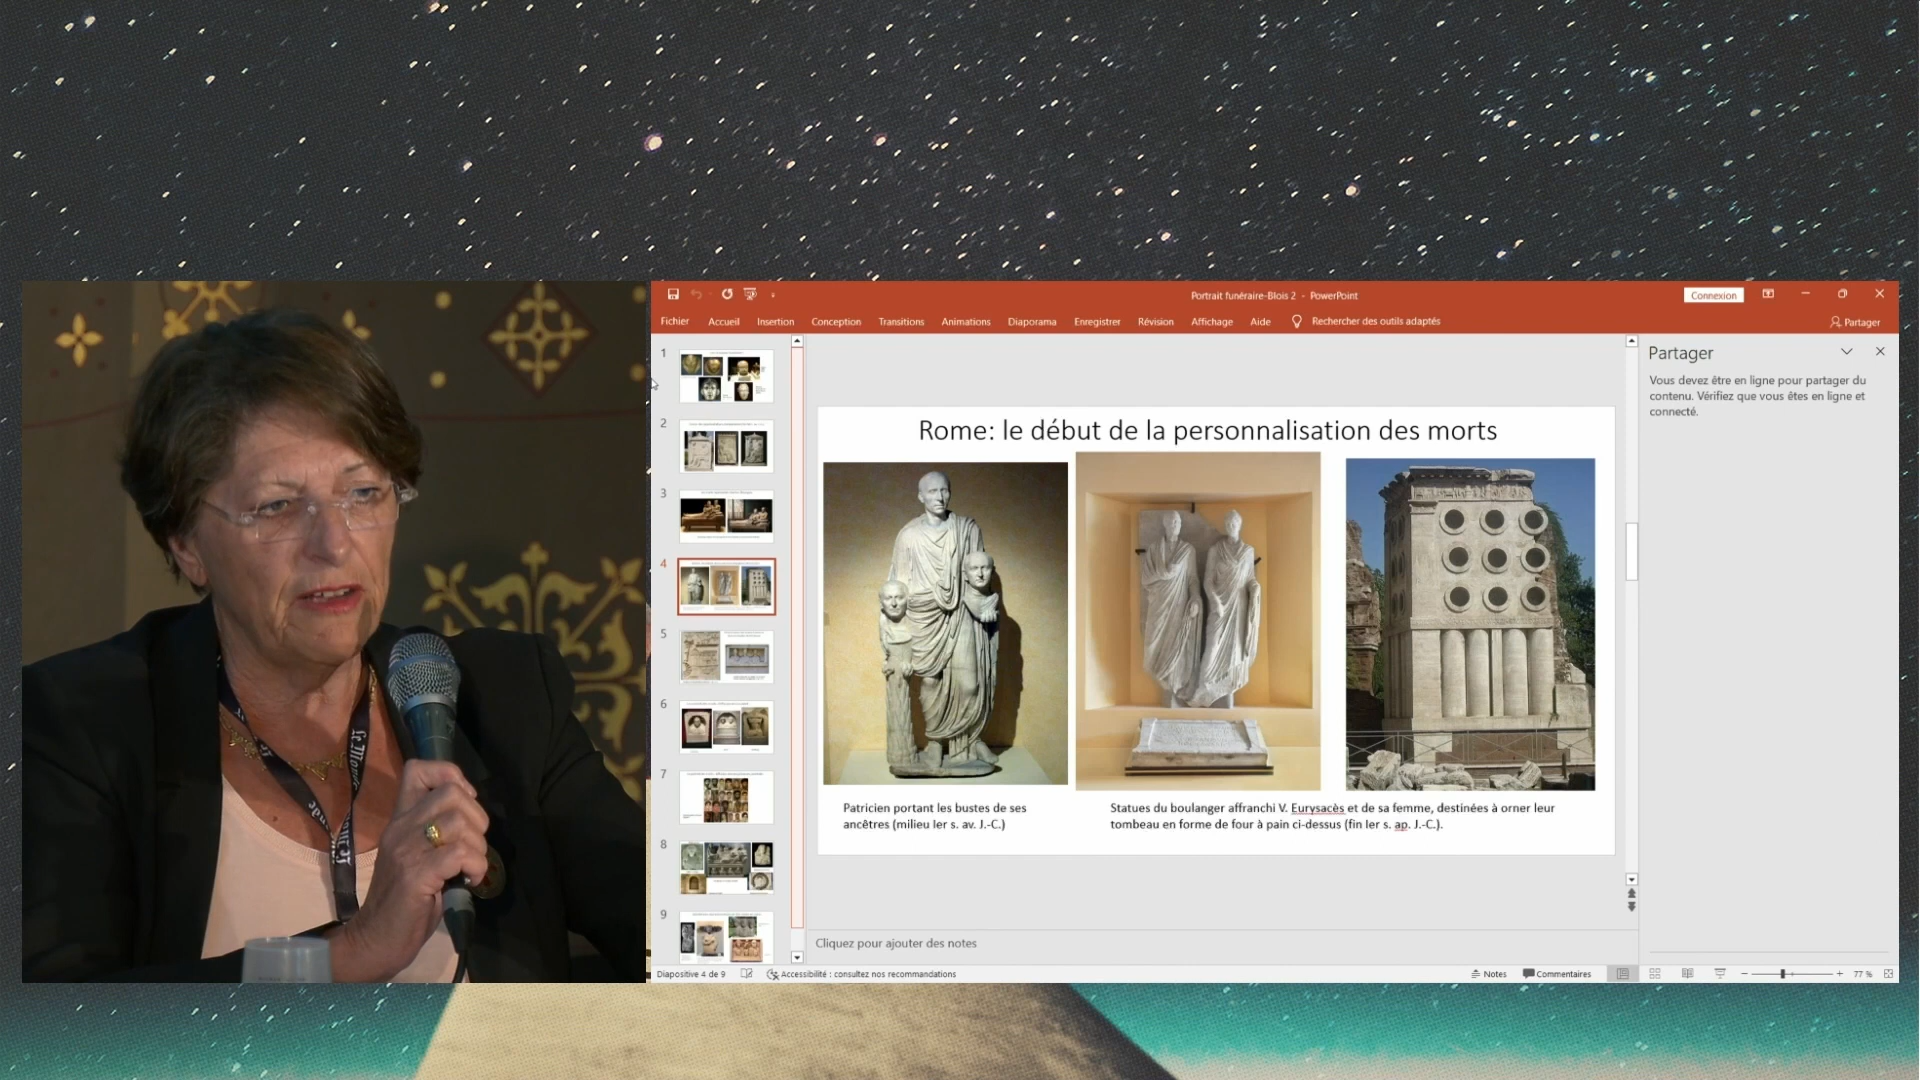 Portrait funéraire-Blois 2 - PowerPoint
Connexion
Fichier Accueil Insertion Conception Transitions Animations Diaporama Enregistrer Révision Affichage Aide Rechercher des outils adaptés
Partager
1
2
3
4
5
6
7
8
9
Rome: le début de la personnalisation des morts
Patricien portant les bustes de ses
ancêtres (milieu Ier s. av. J.-C.)
Statues du boulanger affranchi V. Eurysacès et de sa femme, destinées à orner leur
tombeau en forme de four à pain ci-dessus (fin Ier s. ap. J.-C.).
Partager
Vous devez être en ligne pour partager du
contenu. Vérifiez que vous êtes en ligne et
connecté.
Cliquez pour ajouter des notes
Diapositive 4 de 9
Accessibilité : consultez nos recommandations
Notes
Commentaires
77 %
Le Monde